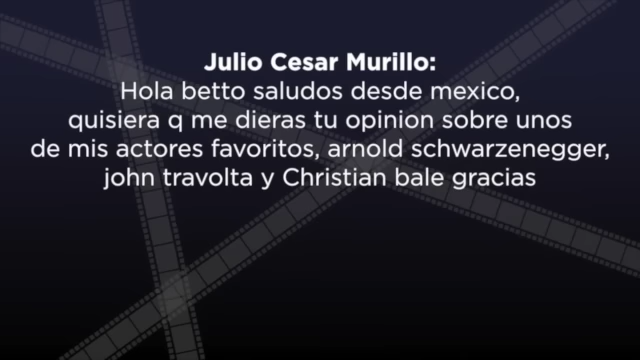 Julio Cesar Murillo:
Hola betto saludos desde mexico,
quisiera q me dieras tu opinion sobre unos
de mis actores favoritos, arnold schwarzenegger,
john travolta y Christian bale gracias